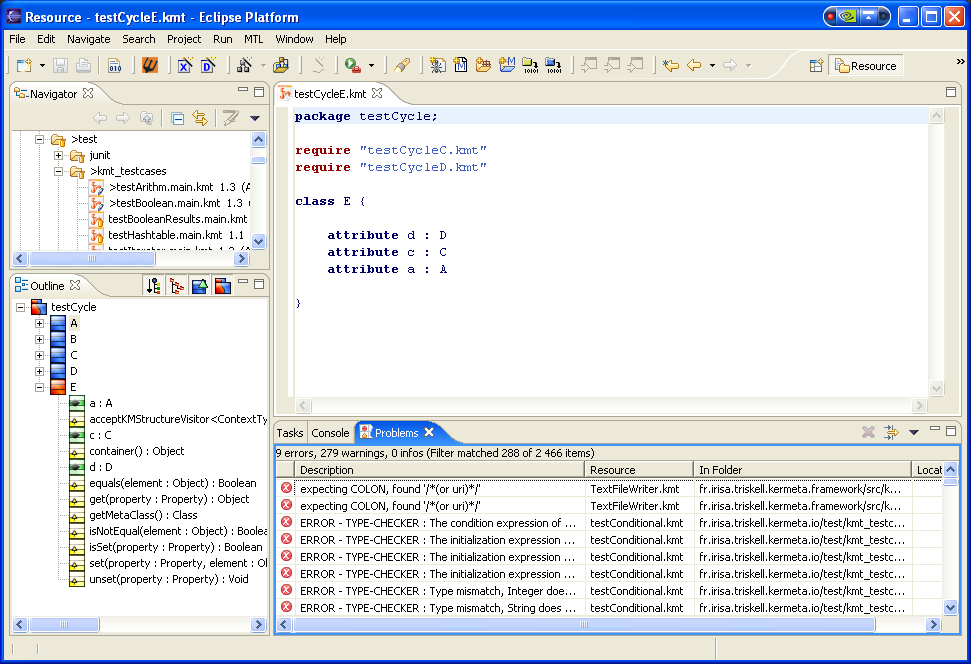 Resource - testCycleE.kmt - Eclipse Platform
File Edit Navigate Search Project Run MTL Window Help
Resource
Navigator
>test
junit
>kmt_testcases
>testArithm.main.kmt 1.3 (A
>testBoolean.main.kmt 1.3
testBooleanResults.main.kmt
testHashtable.main.kmt 1.1
Outline
testCycle
A
B
C
D
E
a : A
acceptKMStructureVisitor<ContextTy
c : C
container() : Object
d : D
equals(element : Object) : Boolean
get(property : Property) : Object
getMetaClass() : Class
isNotEqual(element : Object) : Boolea
isSet(property : Property) : Boolean
set(property : Property, element : Ol
unset(property : Property) : Void
testCycleE.kmt
package testCycle;
require "testCycleC.kmt"
require "testCycleD.kmt"
class E {
attribute d : D
attribute c : C
attribute a : A
}
Tasks Console Problems
9 errors, 279 warnings, 0 infos (Filter matched 288 of 2 466 items)
Description Resource In Folder Locat
expecting COLON, found '/*(or uri)*/' TextFileWriter.kmt fr.irisa.triskell.kermeta.framework/src/k...
expecting COLON, found '/*(or uri)*/' TextFileWriter.kmt fr.irisa.triskell.kermeta.framework/src/k...
ERROR - TYPE-CHECKER : The condition expression of ... testConditional.kmt fr.irisa.triskell.kermeta.io/test/kmt_testc...
ERROR - TYPE-CHECKER : The initialization expression ... testConditional.kmt fr.irisa.triskell.kermeta.io/test/kmt_testc...
ERROR - TYPE-CHECKER : The initialization expression ... testConditional.kmt fr.irisa.triskell.kermeta.io/test/kmt_testc...
ERROR - TYPE-CHECKER : The initialization expression ... testConditional.kmt fr.irisa.triskell.kermeta.io/test/kmt_testc...
ERROR - TYPE-CHECKER : Type mismatch, Integer doe... testConditional.kmt fr.irisa.triskell.kermeta.io/test/kmt_testc...
ERROR - TYPE-CHECKER : Type mismatch, String does ... testConditional.kmt fr.irisa.triskell.kermeta.io/test/kmt_testc...